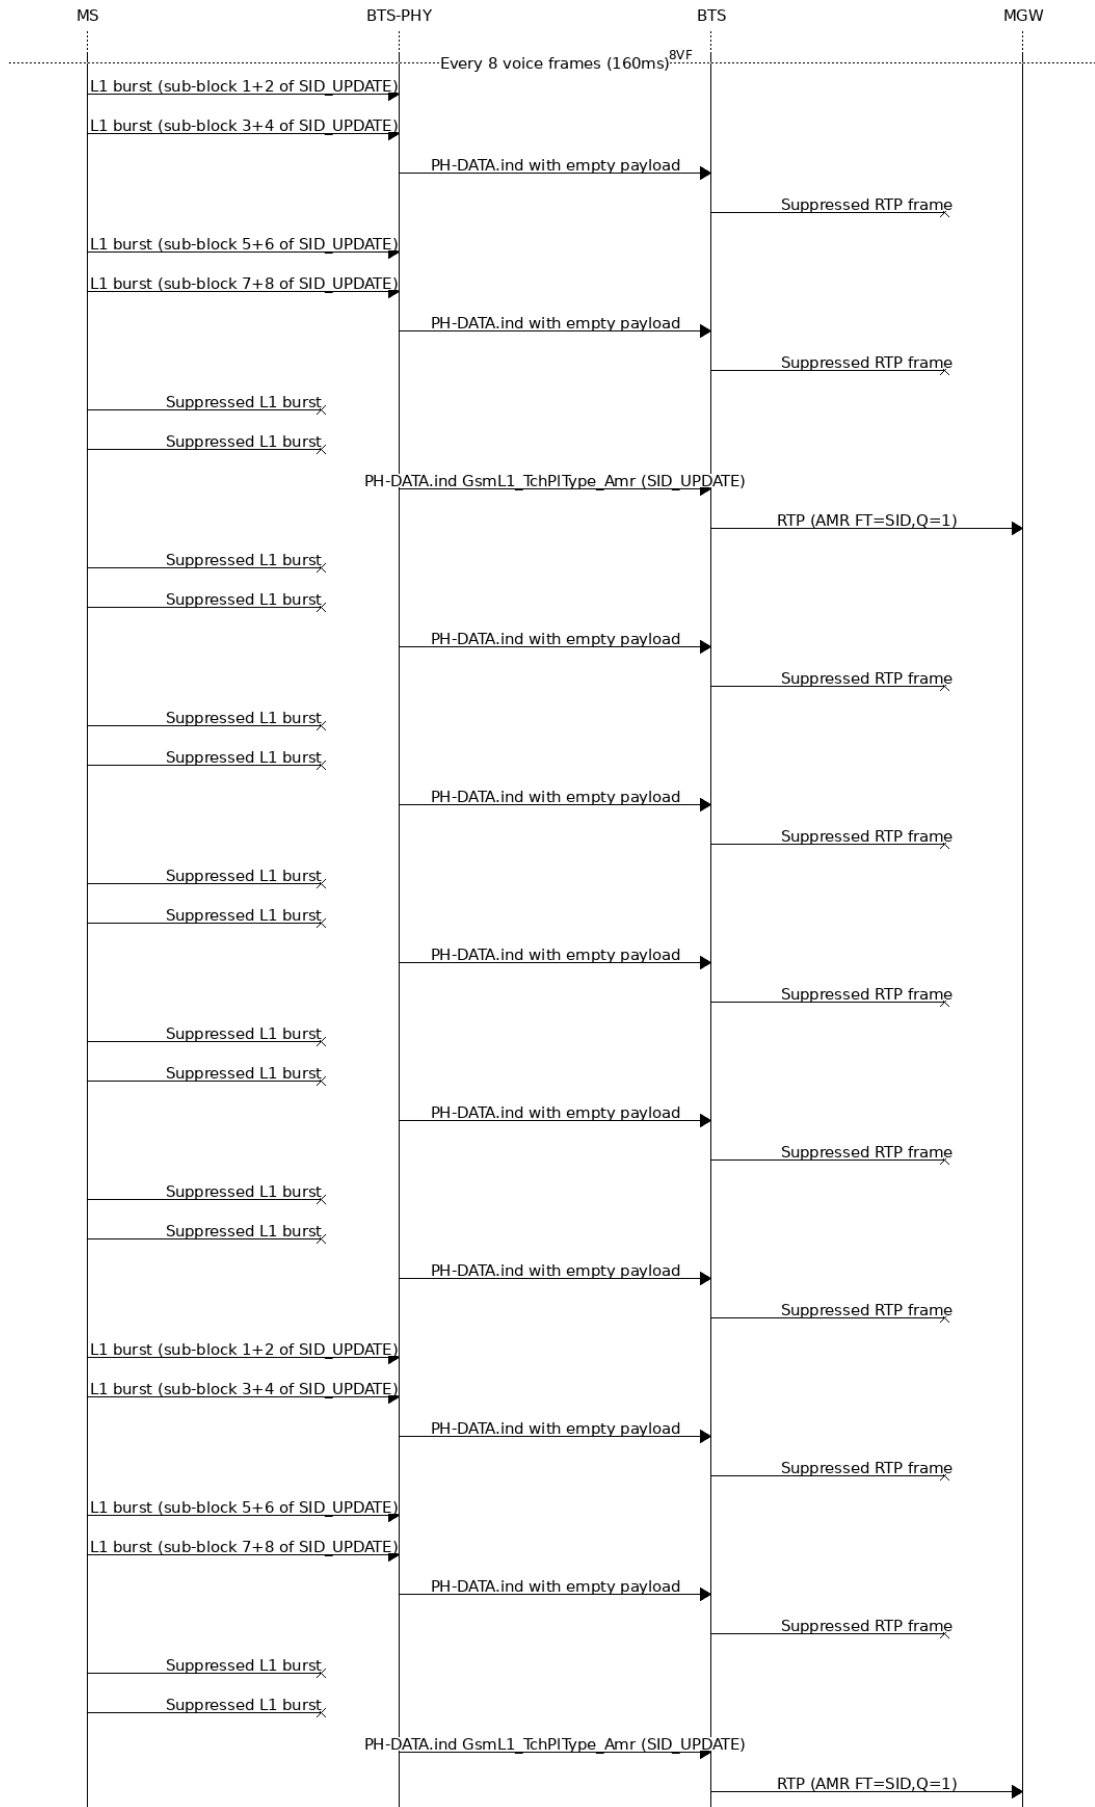 MS BTS-PHY BTS MGW
Every 8 voice frames (160ms) 8VF
L1 burst (sub-block 1+2 of SID_UPDATE)
L1 burst (sub-block 3+4 of SID_UPDATE)
PH-DATA.ind with empty payload
Suppressed RTP frame
L1 burst (sub-block 5+6 of SID_UPDATE)
L1 burst (sub-block 7+8 of SID_UPDATE)
PH-DATA.ind with empty payload
Suppressed RTP frame
Suppressed L1 burst
Suppressed L1 burst
PH-DATA.ind GsmL1_TchPlType_Amr (SID_UPDATE)
RTP (AMR FT=SID,Q=1)
Suppressed L1 burst
Suppressed L1 burst
PH-DATA.ind with empty payload
Suppressed RTP frame
Suppressed L1 burst
Suppressed L1 burst
PH-DATA.ind with empty payload
Suppressed RTP frame
Suppressed L1 burst
Suppressed L1 burst
PH-DATA.ind with empty payload
Suppressed RTP frame
Suppressed L1 burst
Suppressed L1 burst
PH-DATA.ind with empty payload
Suppressed RTP frame
Suppressed L1 burst
Suppressed L1 burst
PH-DATA.ind with empty payload
Suppressed RTP frame
L1 burst (sub-block 1+2 of SID_UPDATE)
L1 burst (sub-block 3+4 of SID_UPDATE)
PH-DATA.ind with empty payload
Suppressed RTP frame
L1 burst (sub-block 5+6 of SID_UPDATE)
L1 burst (sub-block 7+8 of SID_UPDATE)
PH-DATA.ind with empty payload
Suppressed RTP frame
Suppressed L1 burst
Suppressed L1 burst
PH-DATA.ind GsmL1_TchPlType_Amr (SID_UPDATE)
RTP (AMR FT=SID,Q=1)